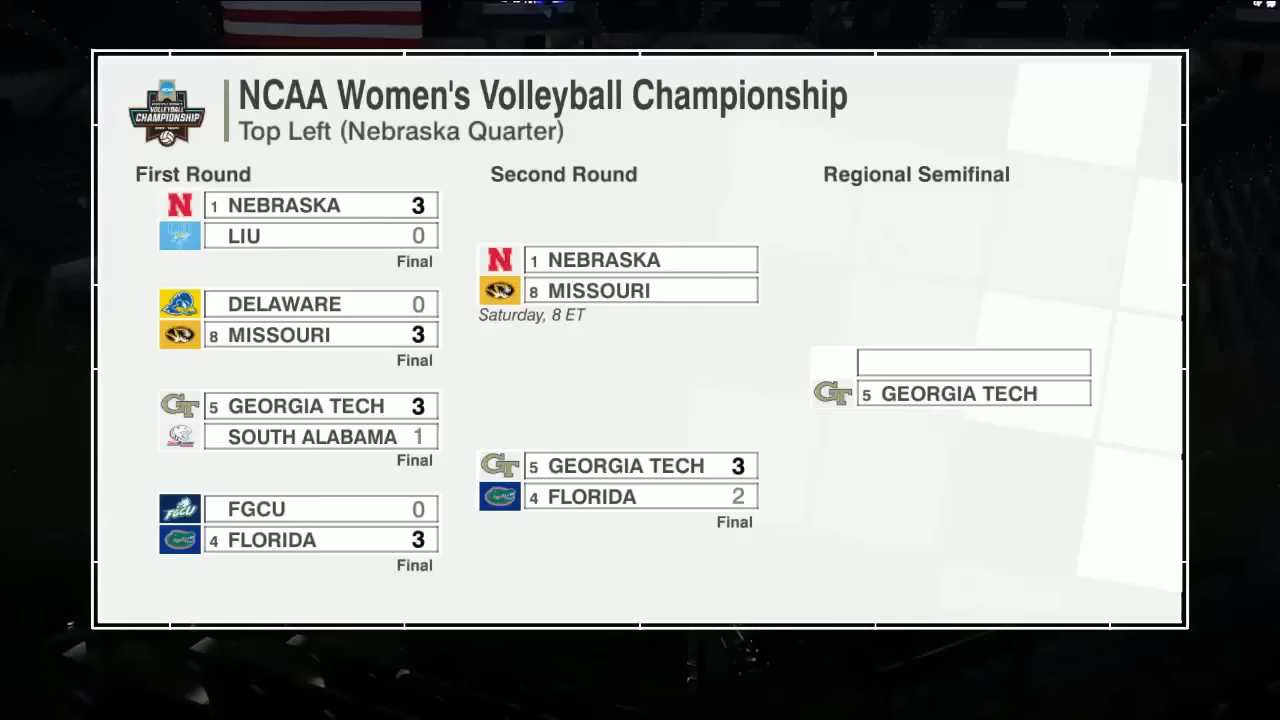 NCAA Women's Volleyball Championship
Top Left (Nebraska Quarter)
VOLLEYBALL
CHAMPIONSHIP
First Round
N 1 NEBRASKA 3
LIU 0
Final
DELAWARE 0
8 MISSOURI 3
Final
GT 5 GEORGIA TECH 3
SOUTH ALABAMA 1
Final
FGCU FGCU 0
4 FLORIDA 3
Final
Second Round
N 1 NEBRASKA
8 MISSOURI
Saturday, 8 ET
GT 5 GEORGIA TECH 3
4 FLORIDA 2
Final
Regional Semifinal
GT 5 GEORGIA TECH